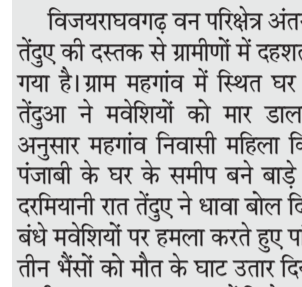 विजयराघवगढ़ वन परिक्षेत्र
तेंदुए की दस्तक से ग्रामीणों में
गया है। ग्राम महगांव में स्थित घर
तेंदुआ ने मवेशियों को मार
अनुसार महगांव निवासी महिला
पंजाबी के घर के समीप बने बाड़े
दरमियानी रात तेंदुए ने धावा बोल
बंधे मवेशियों पर हमला करते हुए
तीन भैंसों को मौत के घाट उतार